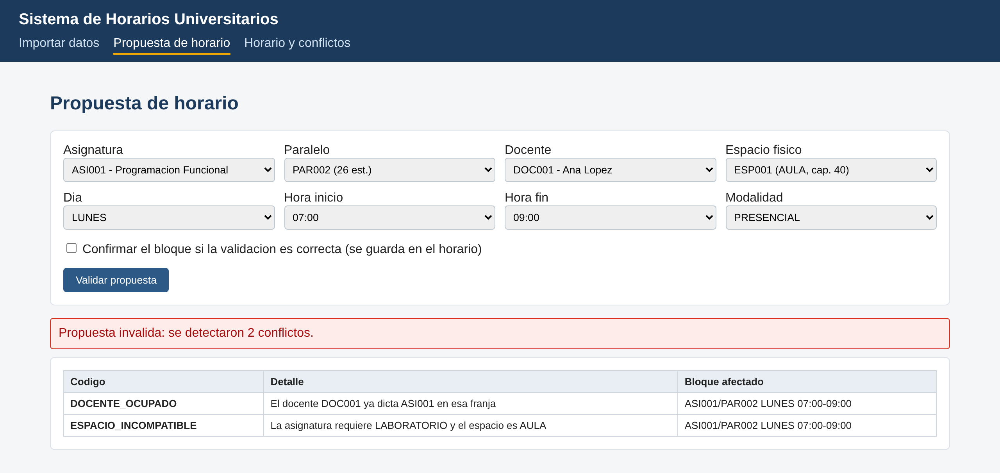 Sistema de Horarios Universitarios
Importar datos Propuesta de horario Horario y conflictos
Propuesta de horario
Asignatura Paralelo Docente Espacio fisico
ASI001 - Programacion Funcional PAR002 (26 est.) DOC001 - Ana Lopez ESP001 (AULA, cap. 40)
Dia Hora inicio Hora fin Modalidad
LUNES 07:00 09:00 PRESENCIAL
Confirmar el bloque si la validacion es correcta (se guarda en el horario)
Validar propuesta
Propuesta invalida: se detectaron 2 conflictos.
Codigo Detalle Bloque afectado
DOCENTE_OCUPADO El docente DOC001 ya dicta ASI001 en esa franja ASI001/PAR002 LUNES 07:00-09:00
ESPACIO_INCOMPATIBLE La asignatura requiere LABORATORIO y el espacio es AULA ASI001/PAR002 LUNES 07:00-09:00